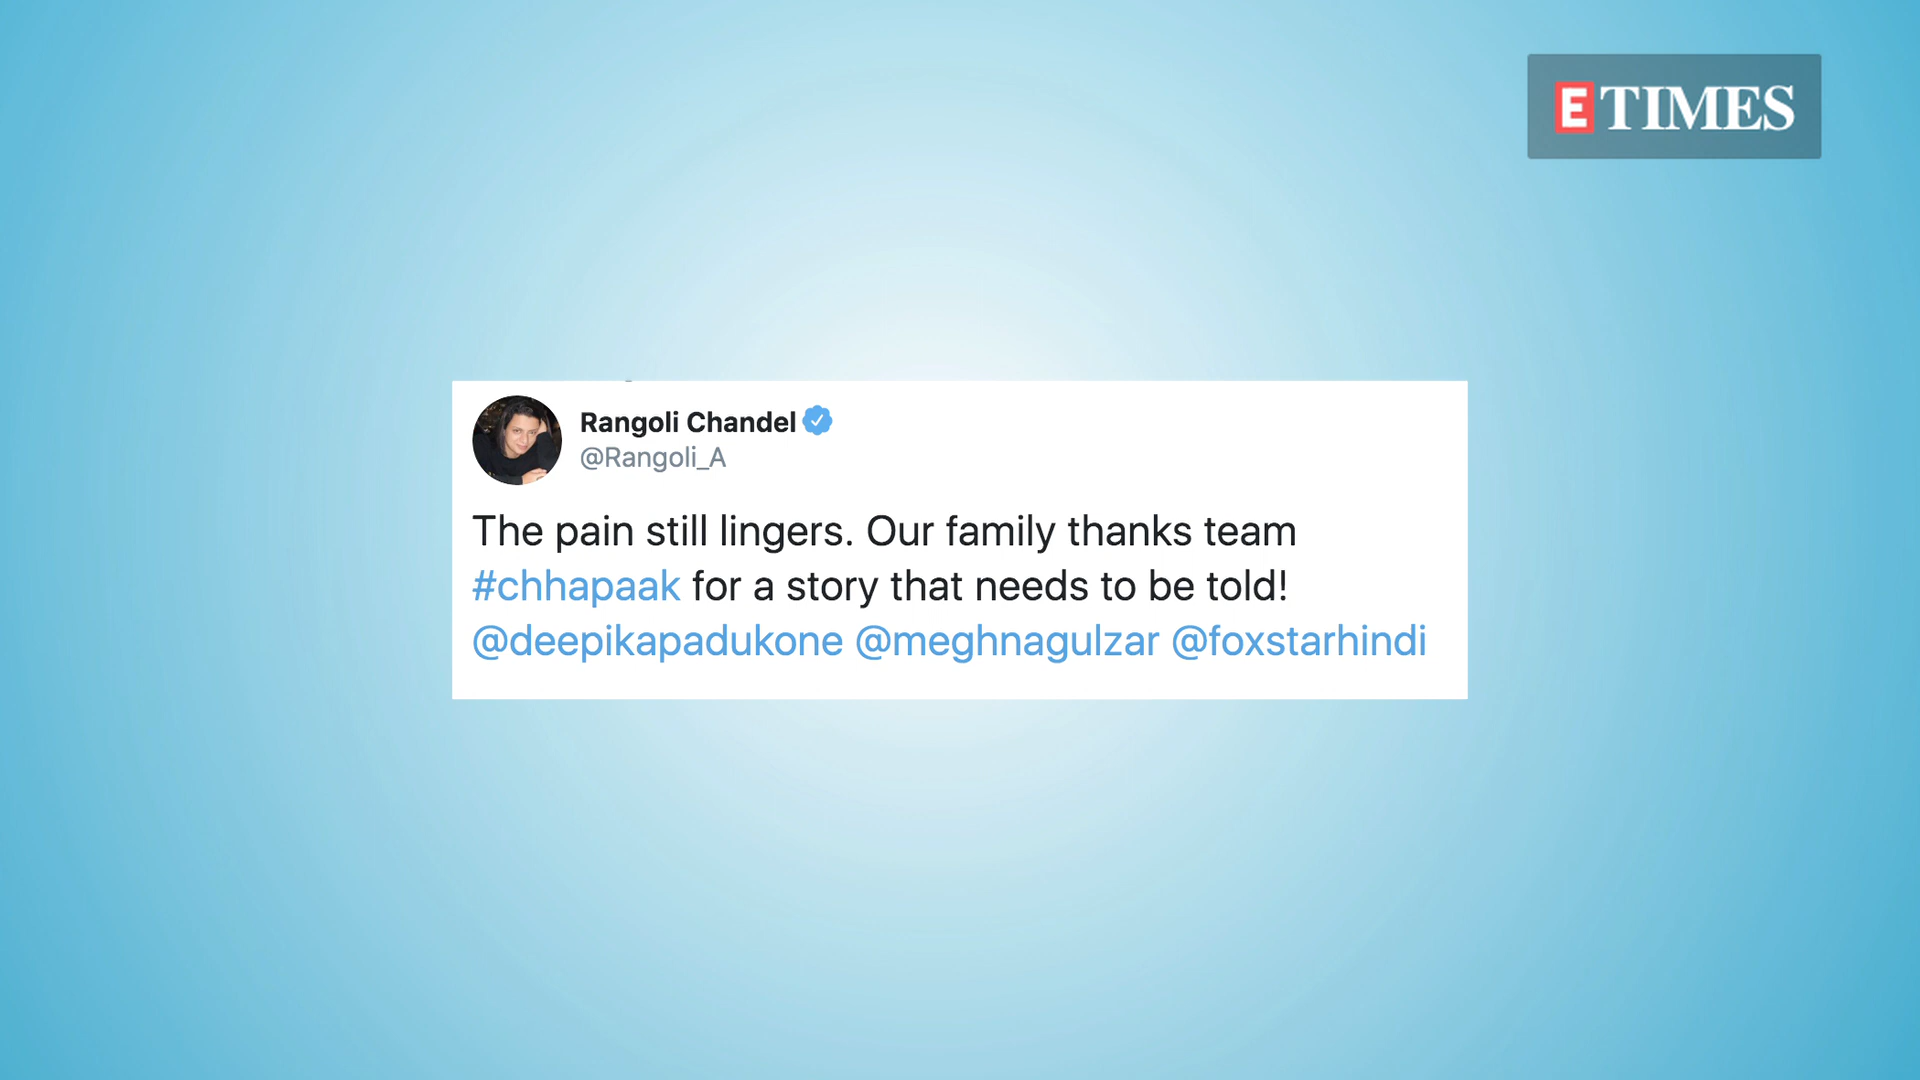 E TIMES
Rangoli Chandel
@Rangoli_A
The pain still lingers. Our family thanks team
#chhapaak for a story that needs to be told!
@deepikapadukone @meghnagulzar @foxstarhindi